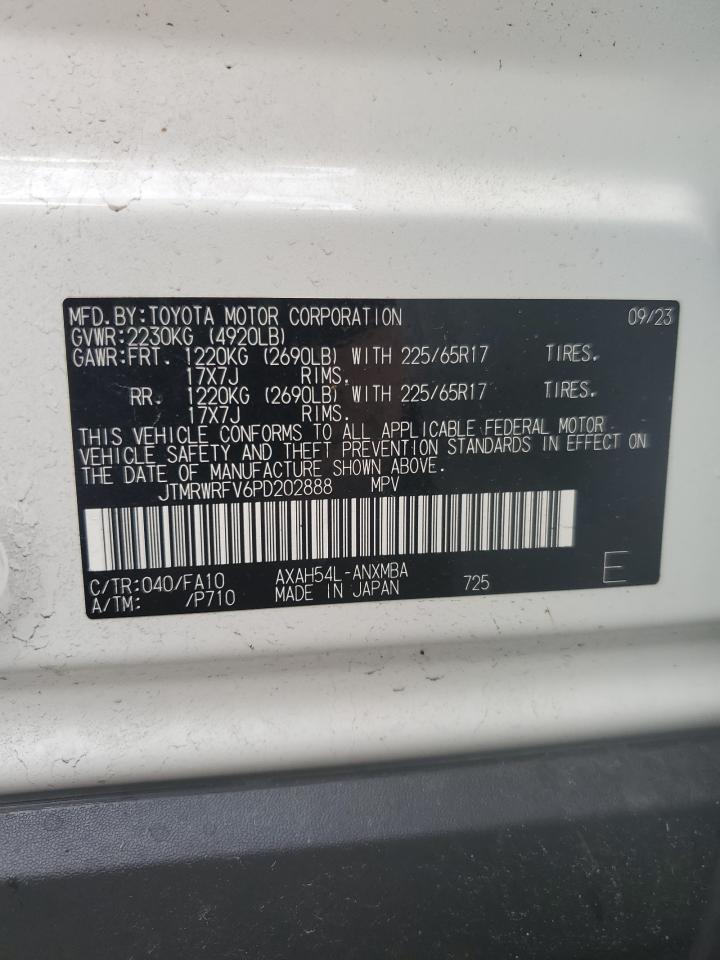 MFD.BY:TOYOTA MOTOR CORPORATION 09/23
GVWR:2230KG (4920LB)
GAWR:FRT. 1220KG (2690LB) WITH 225/65R17 TIRES.
17X7J RIMS.
RR. 1220KG (2690LB) WITH 225/65R17 TIRES.
17X7J RIMS.
THIS VEHICLE CONFORMS TO ALL APPLICABLE FEDERAL MOTOR
VEHICLE SAFETY AND THEFT PREVENTION STANDARDS IN EFFECT ON
THE DATE OF MANUFACTURE SHOWN ABOVE.
JTMRWRFV6PD202888 MPV
C/TR:040/FA10 AXAH54L-ANXMBA
A/TM: /P710 MADE IN JAPAN 725 E